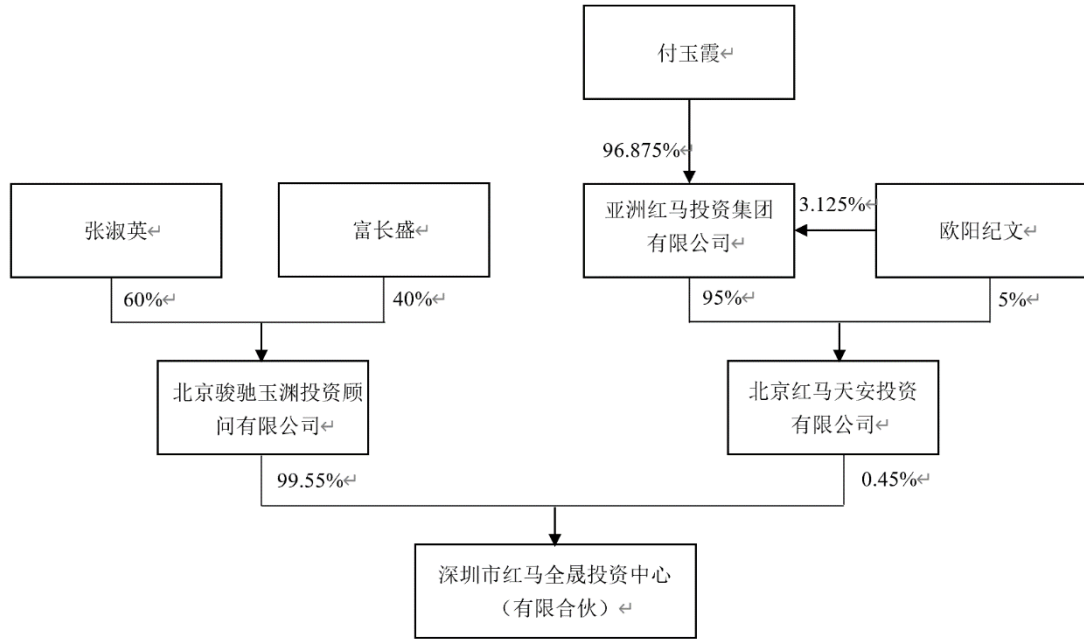 付玉霞↵
96.875%↵
张淑英↵
富长盛↵
亚洲红马投资集团
有限公司↵
3.125%↵
欧阳纪文↵
60%↵
40%↵
95%↵
5%↵
北京骏驰玉渊投资顾
问有限公司↵
北京红马天安投资
有限公司↵
99.55%↵
0.45%↵
深圳市红马全晟投资中心
（有限合伙）↵